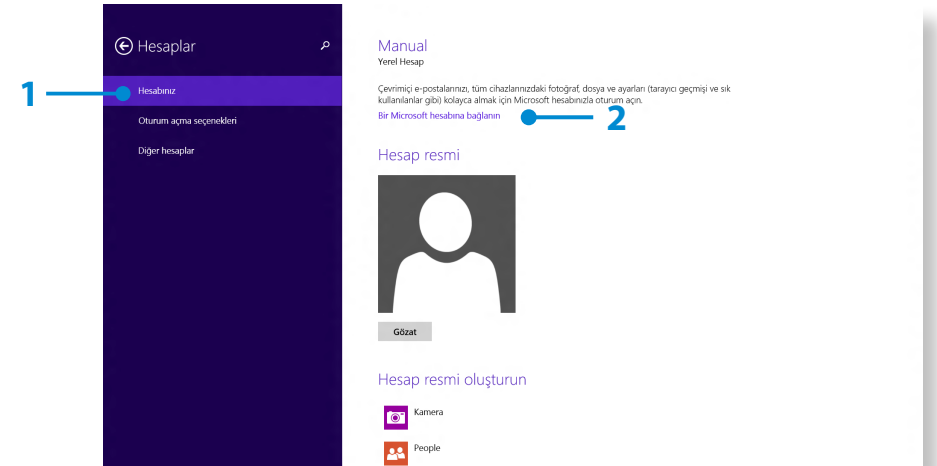 Hesaplar
1
Hesabınız
Oturum açma seçenekleri
Diğer hesaplar
Manual
Yerel Hesap
Çevrimiçi e-postalarınızı, tüm cihazlarınızdaki fotoğraf, dosya ve ayarları (tarayıcı geçmişi ve sık
kullanılanlar gibi) kolayca almak için Microsoft hesabınızla oturum açın.
Bir Microsoft hesabına bağlanın
2
Hesap resmi
Gözat
Hesap resmi oluşturun
Kamera
People